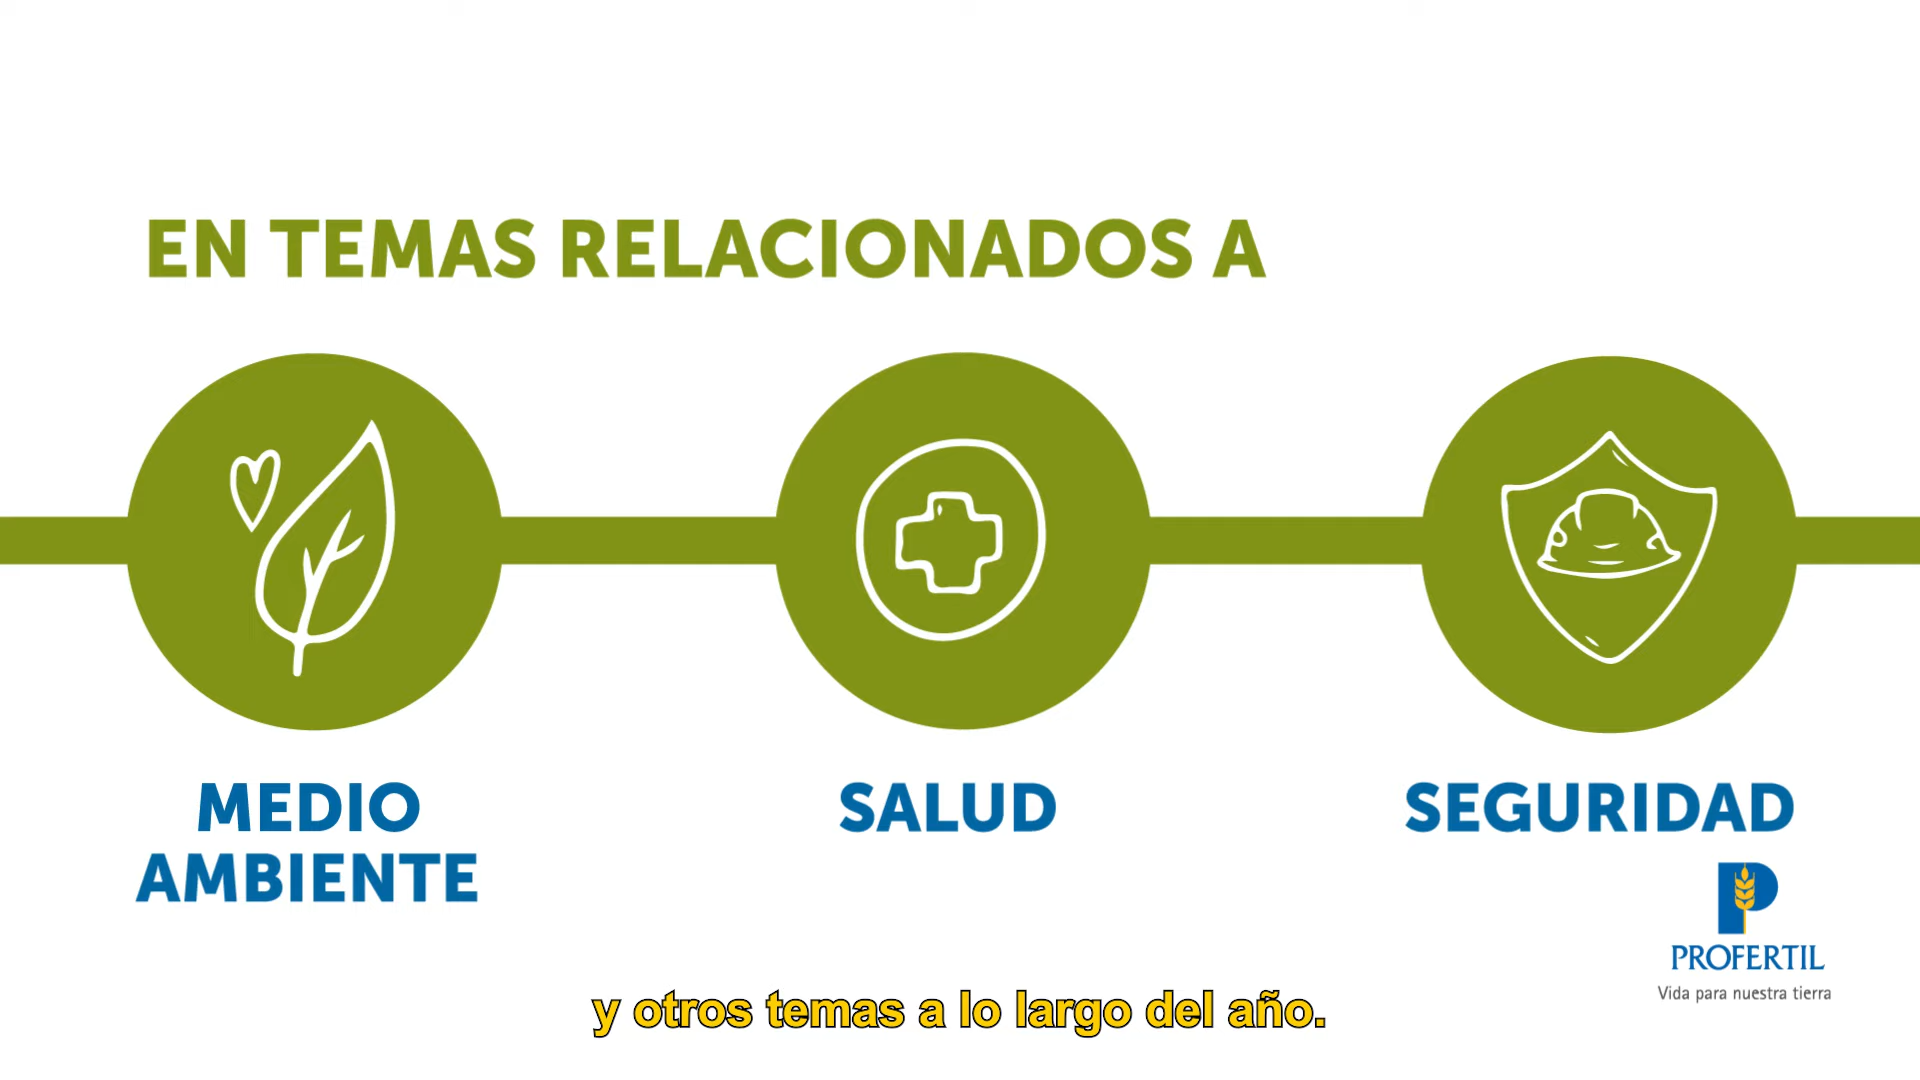 EN TEMAS RELACIONADOS A
MEDIO
AMBIENTE
SALUD
SEGURIDAD
PROFERTIL
Vida para nuestra tierra
y otros temas a lo largo del año.